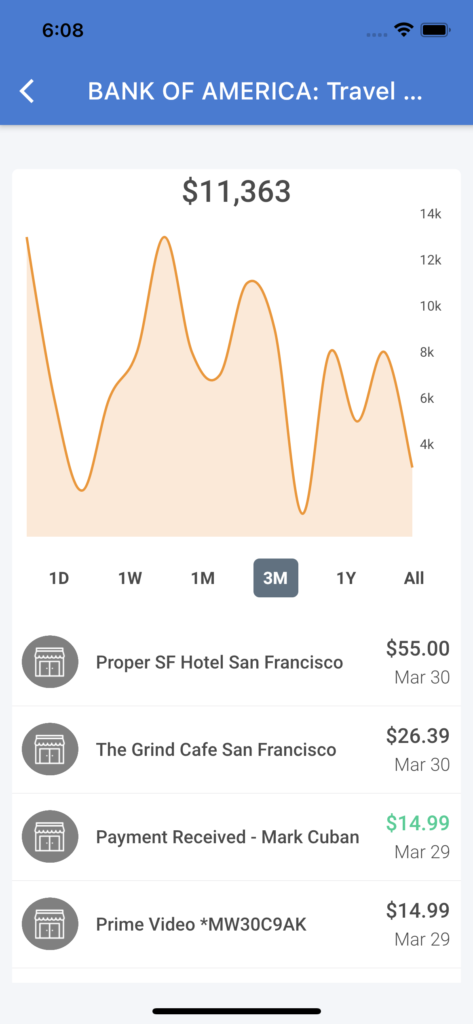 6:08
BANK OF AMERICA: Travel ...
$11,363
14k
12k
10k
8k
6k
4k
1D 1W 1M 3M 1Y All
Proper SF Hotel San Francisco $55.00
Mar 30
The Grind Cafe San Francisco $26.39
Mar 30
Payment Received - Mark Cuban $14.99
Mar 29
Prime Video *MW30C9AK $14.99
Mar 29